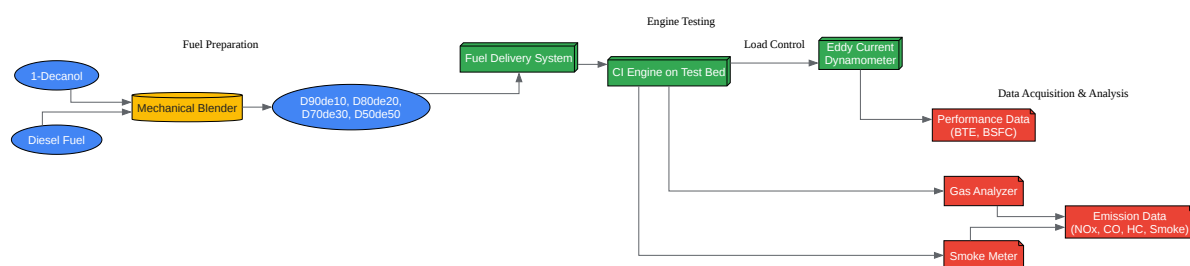 Engine Testing
Fuel Preparation
Load Control
Eddy Current
Dynamometer
Fuel Delivery System
CI Engine on Test Bed
1-Decanol
Mechanical Blender
D90de10, D80de20,
D70de30, D50de50
Diesel Fuel
Data Acquisition & Analysis
Performance Data
(BTE, BSFC)
Gas Analyzer
Emission Data
(NOx, CO, HC, Smoke)
Smoke Meter